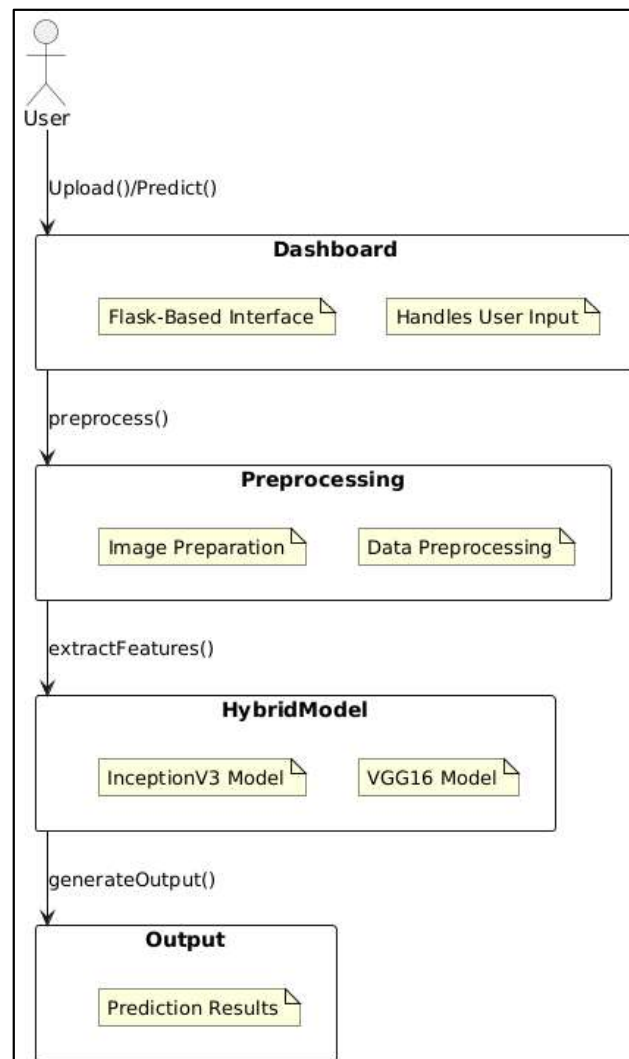 User
Upload()/Predict()
Dashboard
Flask-Based Interface
Handles User Input
preprocess()
Preprocessing
Image Preparation
Data Preprocessing
extractFeatures()
HybridModel
InceptionV3 Model
VGG16 Model
generateOutput()
Output
Prediction Results